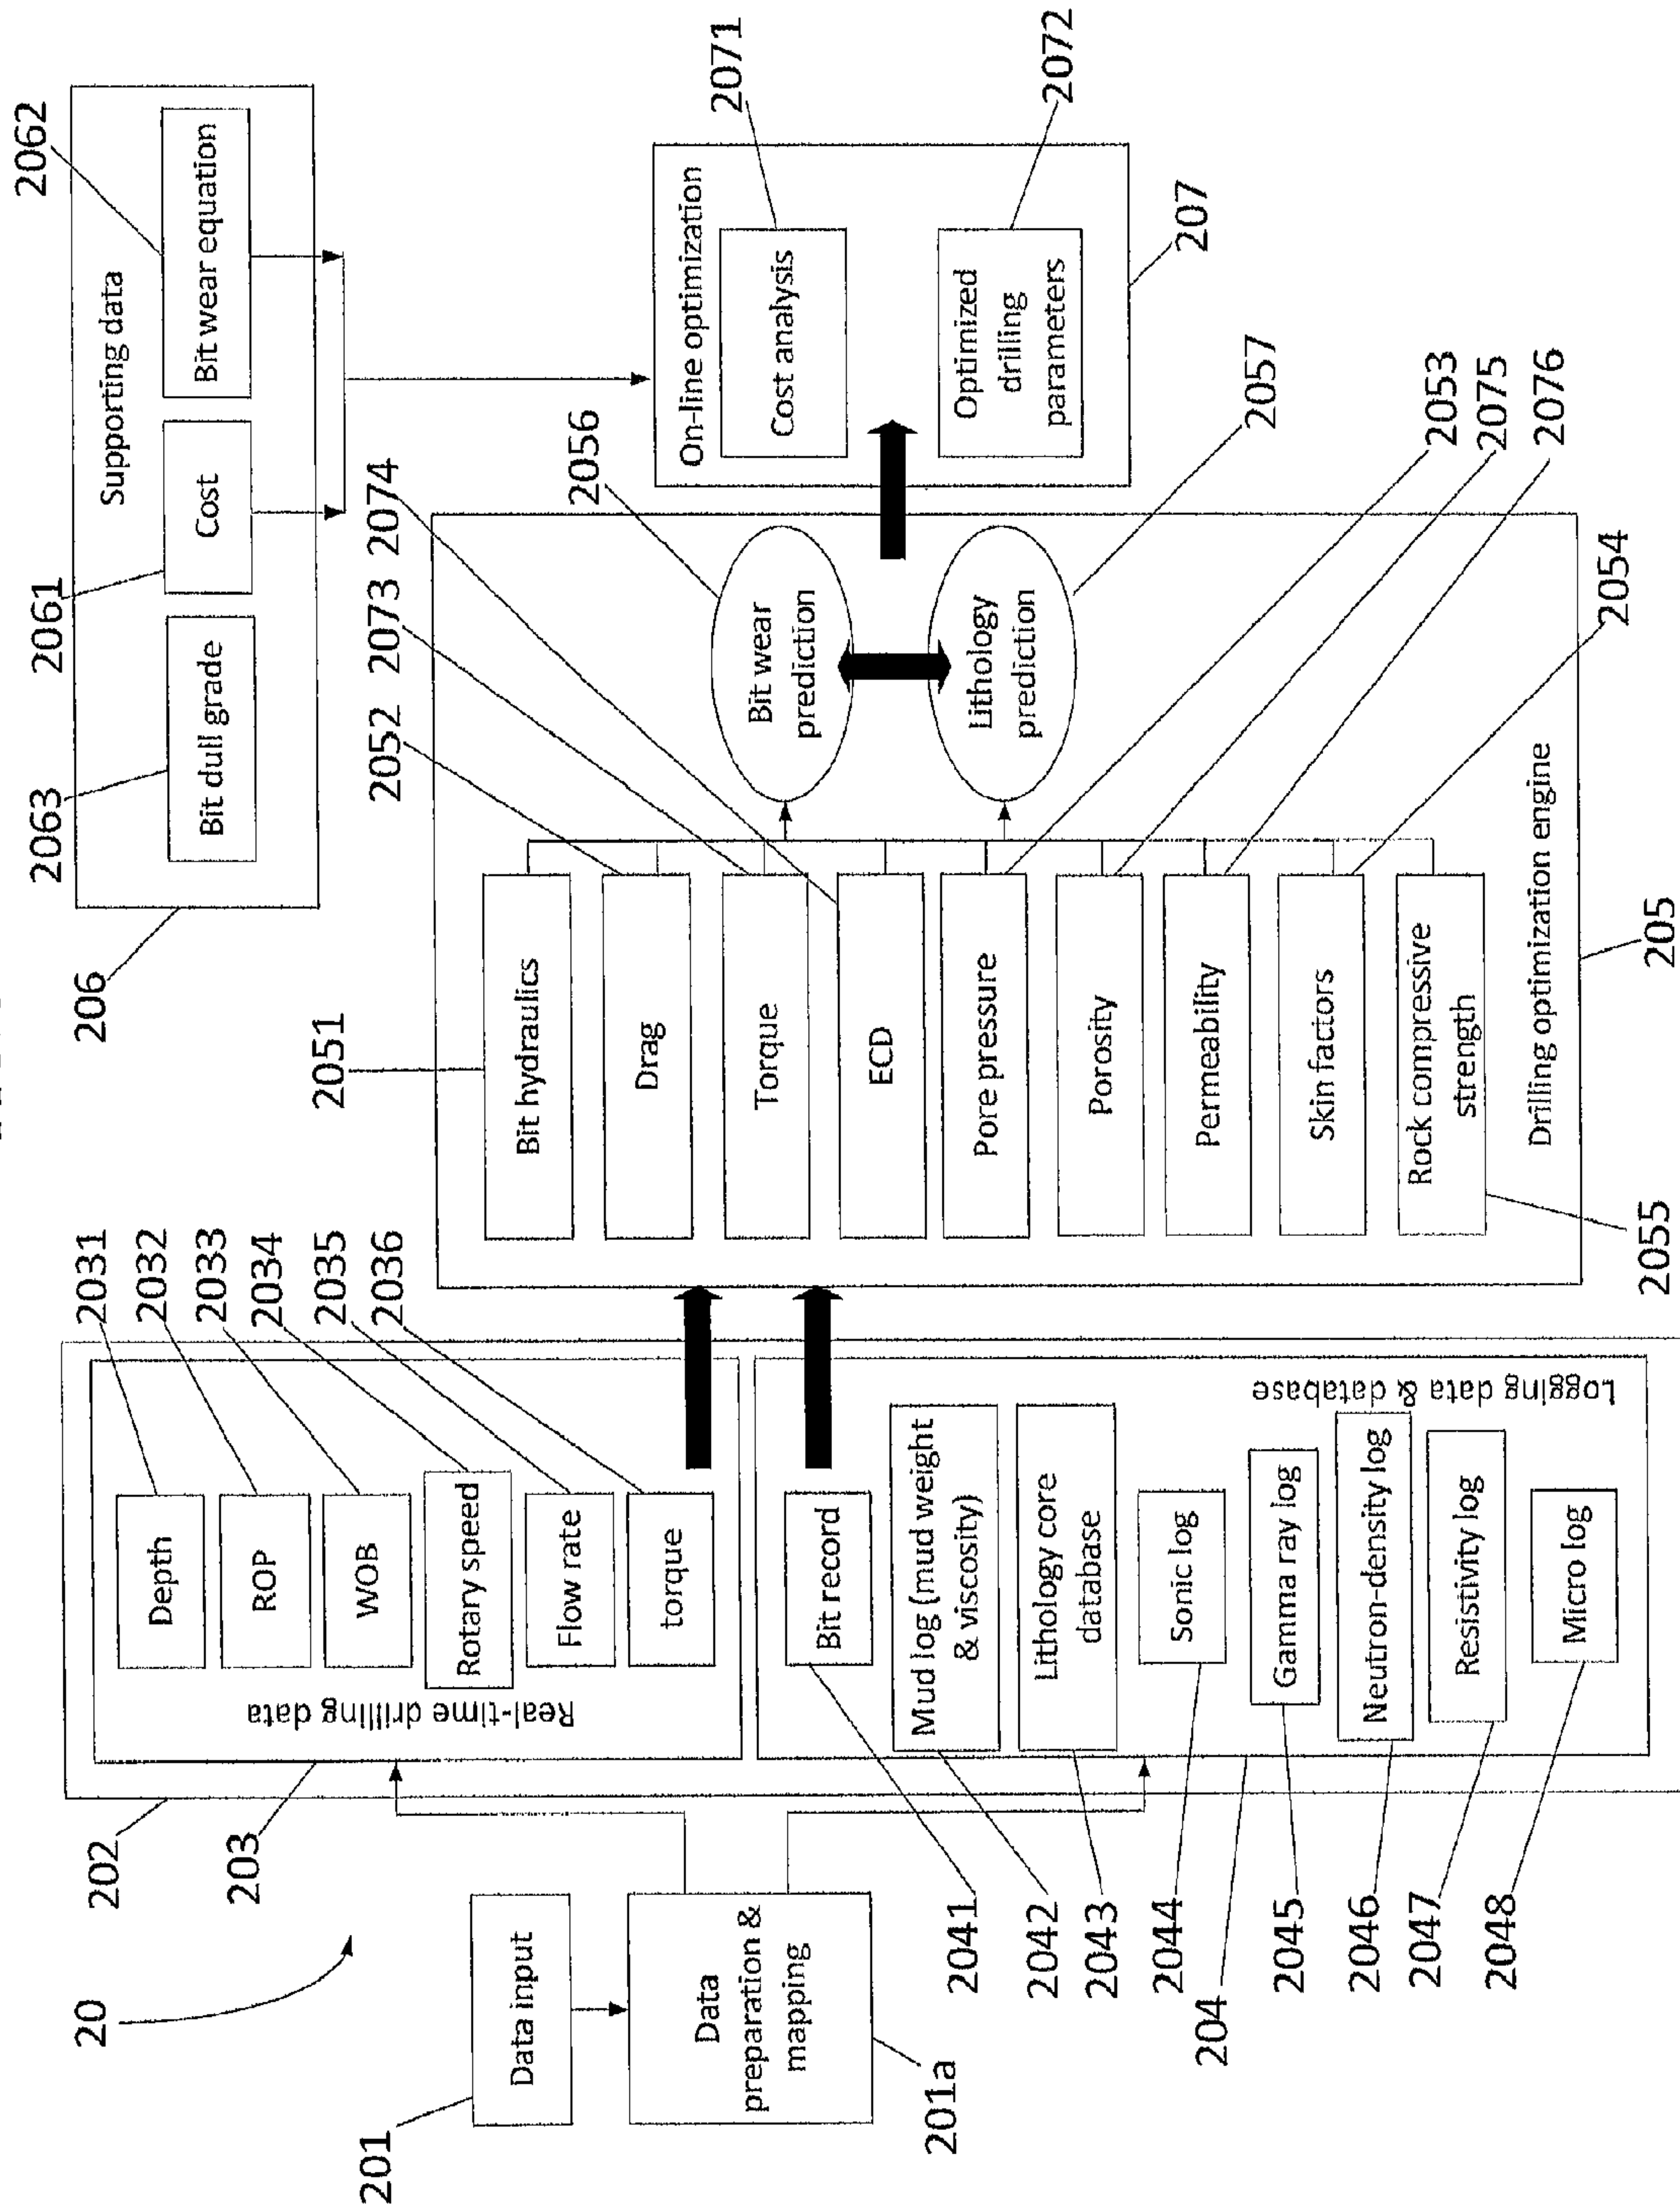 20
201
Data input
201a
Data
preparation &
mapping
202
203
Real-time drilling data
Depth
ROP
WOB
Rotary speed
Flow rate
torque
2031
2032
2033
2034
2035
2036
Logging data & database
Bit record
Mud log (mud weight
& viscosity)
Lithology core
database
Sonic log
Gamma ray log
Neutron-density log
Resistivity log
Micro log
2041
2042
2043
2044
204
2045
2046
2047
2048
2051
Bit hydraulics
Drag
Torque
ECD
Pore pressure
Porosity
Permeability
Skin factors
Rock compressive
strength
2055
Drilling optimization engine
205
2052
2073
2074
2056
Bit wear
prediction
Lithology
prediction
2057
2053
2075
2076
2054
206
2063
2061
2062
Supporting data
Bit dull grade
Cost
Bit wear equation
On-line optimization
Cost analysis
Optimized
drilling
parameters
2071
2072
207